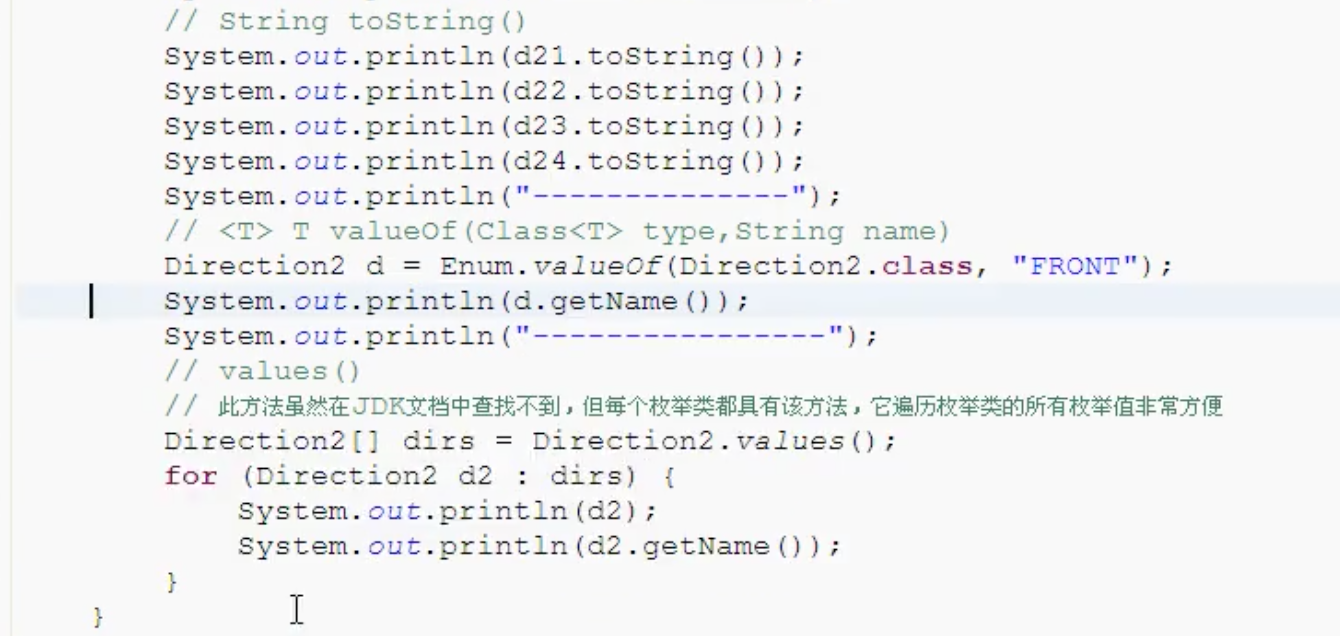 // String toString()
System.out.println(d21.toString());
System.out.println(d22.toString());
System.out.println(d23.toString());
System.out.println(d24.toString());
System.out.println("--------------");
// <T> T valueOf(Class<T> type,String name)
Direction2 d = Enum.valueOf(Direction2.class, "FRONT");
System.out.println(d.getName());
System.out.println("----------------");
// values()
// 此方法虽然在JDK文档中查找不到，但每个枚举类都具有该方法，它遍历枚举类的所有枚举值非常方便
Direction2[] dirs = Direction2.values();
for (Direction2 d2 : dirs) {
System.out.println(d2);
System.out.println(d2.getName());
}
}